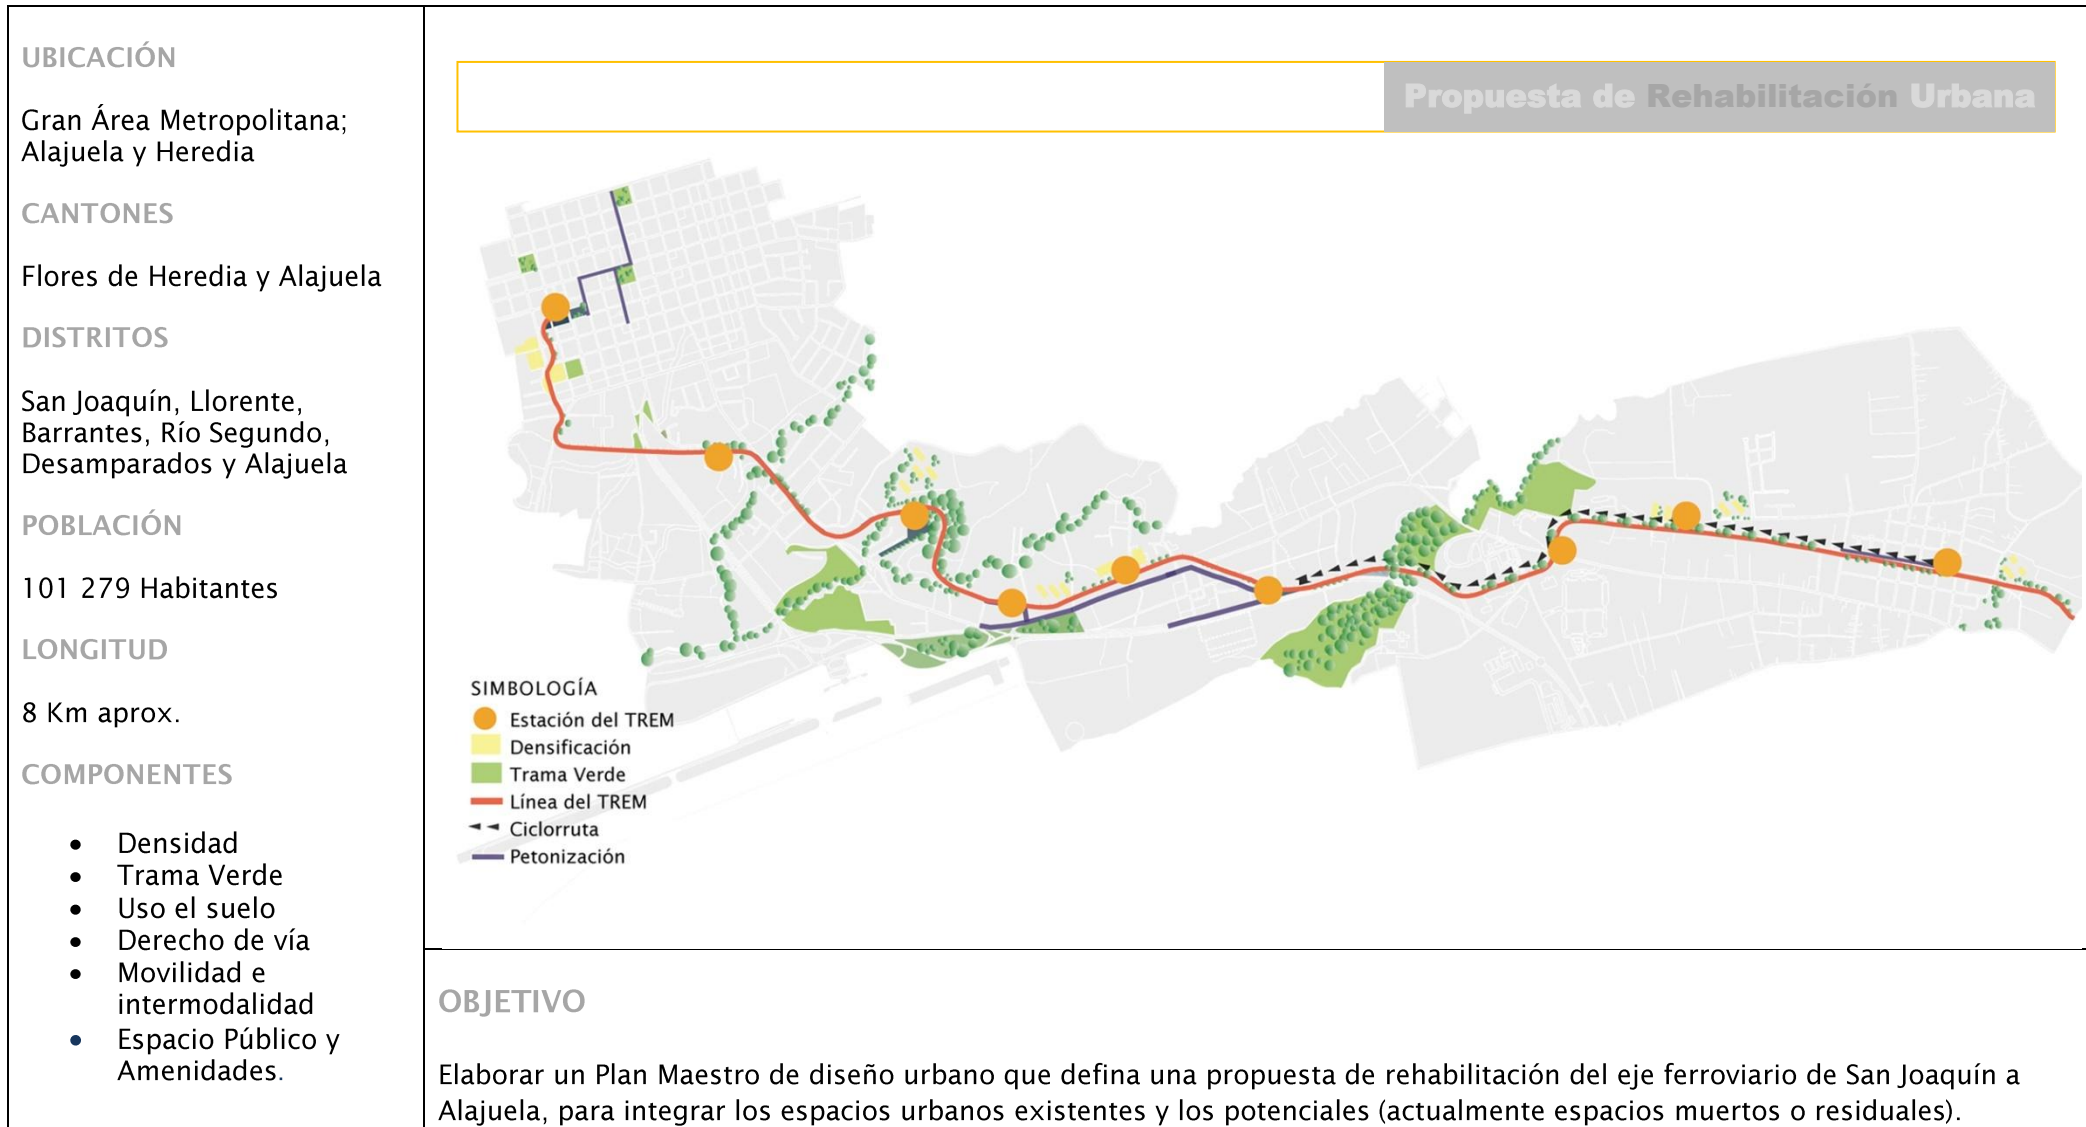 UBICACIÓN
Gran Área Metropolitana;
Alajuela y Heredia
CANTONES
Flores de Heredia y Alajuela
DISTRITOS
San Joaquín, Llorente,
Barrantes, Río Segundo,
Desamparados y Alajuela
POBLACIÓN
101 279 Habitantes
LONGITUD
8 Km aprox.
COMPONENTES
• Densidad
• Trama Verde
• Uso el suelo
• Derecho de vía
• Movilidad e
intermodalidad
• Espacio Público y
Amenidades.
Propuesta de Rehabilitación Urbana
SIMBOLOGÍA
Estación del TREM
Densificación
Trama Verde
Línea del TREM
Ciclorruta
Petonización
OBJETIVO
Elaborar un Plan Maestro de diseño urbano que defina una propuesta de rehabilitación del eje ferroviario de San Joaquín a
Alajuela, para integrar los espacios urbanos existentes y los potenciales (actualmente espacios muertos o residuales).